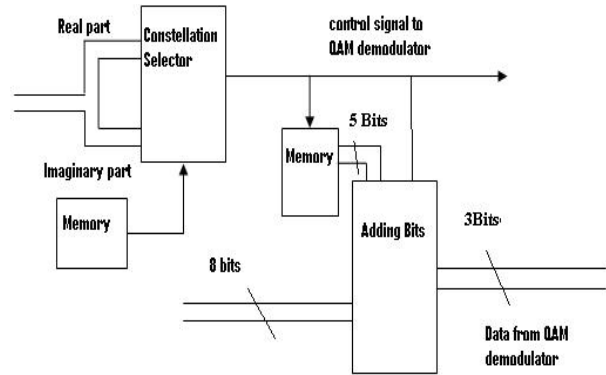 Real part
Constellation
Selector
control signal to
QAM demodulator
5 Bits
Memory
Imaginary part
Memory
Adding Bits
3Bits
8 bits
Data from QAM
demodulator